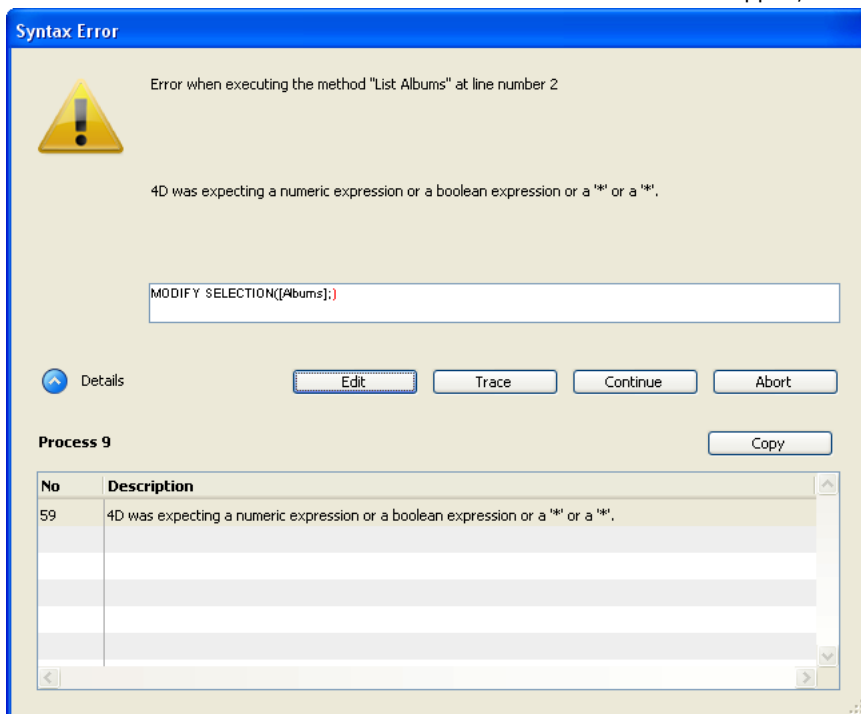 Syntax Error
Error when executing the method "List Albums" at line number 2
4D was expecting a numeric expression or a boolean expression or a '*' or a '*'.
MODIFY SELECTION([Albums];)
Details
Edit
Trace
Continue
Abort
Process 9
Copy
No Description
59 4D was expecting a numeric expression or a boolean expression or a '*' or a '*'.